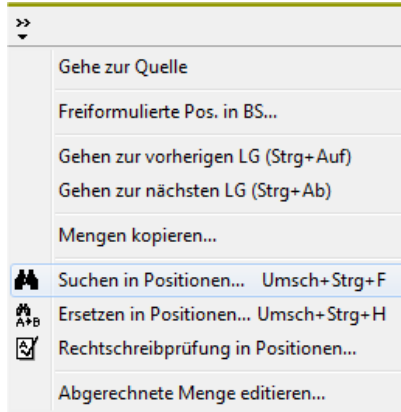 Gehe zur Quelle
Freiformulierte Pos. in BS...
Gehen zur vorherigen LG (Strg+Auf)
Gehen zur nächsten LG (Strg+Ab)
Mengen kopieren...
Suchen in Positionen... Umsch+Strg+F
A+B Ersetzen in Positionen... Umsch+Strg+H
Rechtschreibprüfung in Positionen...
Abgerechnete Menge editieren...